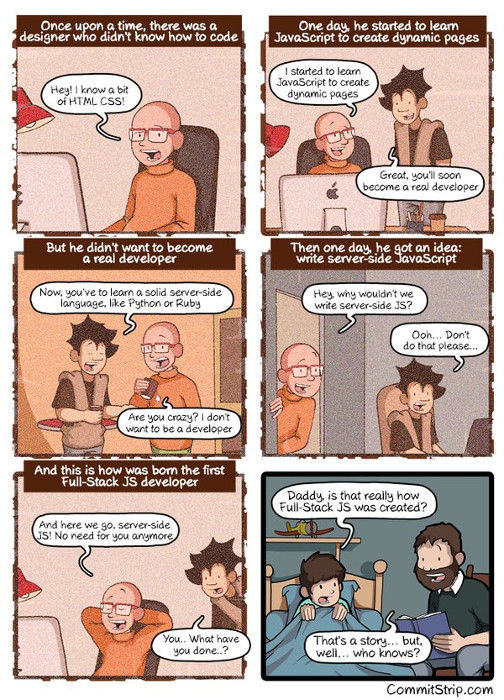 Once upon a time, there was a
designer who didn't know how to code
Hey! I know a bit
of HTML CSS!
One day, he started to learn
JavaScript to create dynamic pages
I started to learn
JavaScript to create
dynamic pages
Great, you'll soon
become a real developer
But he didn't want to become
a real developer
Now, you've to learn a solid server-side
language, like Python or Ruby
Are you crazy? I don't
want to be a developer
Then one day, he got an idea:
write server-side JavaScript
Hey, why wouldn't we
write server-side JS?
Ooh... Don't
do that please...
And this is how was born the first
Full-Stack JS developer
And here we go, server-side
JS! No need for you anymore
You.. What have
you done..?
Daddy, is that really how
Full-Stack JS was created?
That's a story... but,
well... who knows?
CommitStrip.com